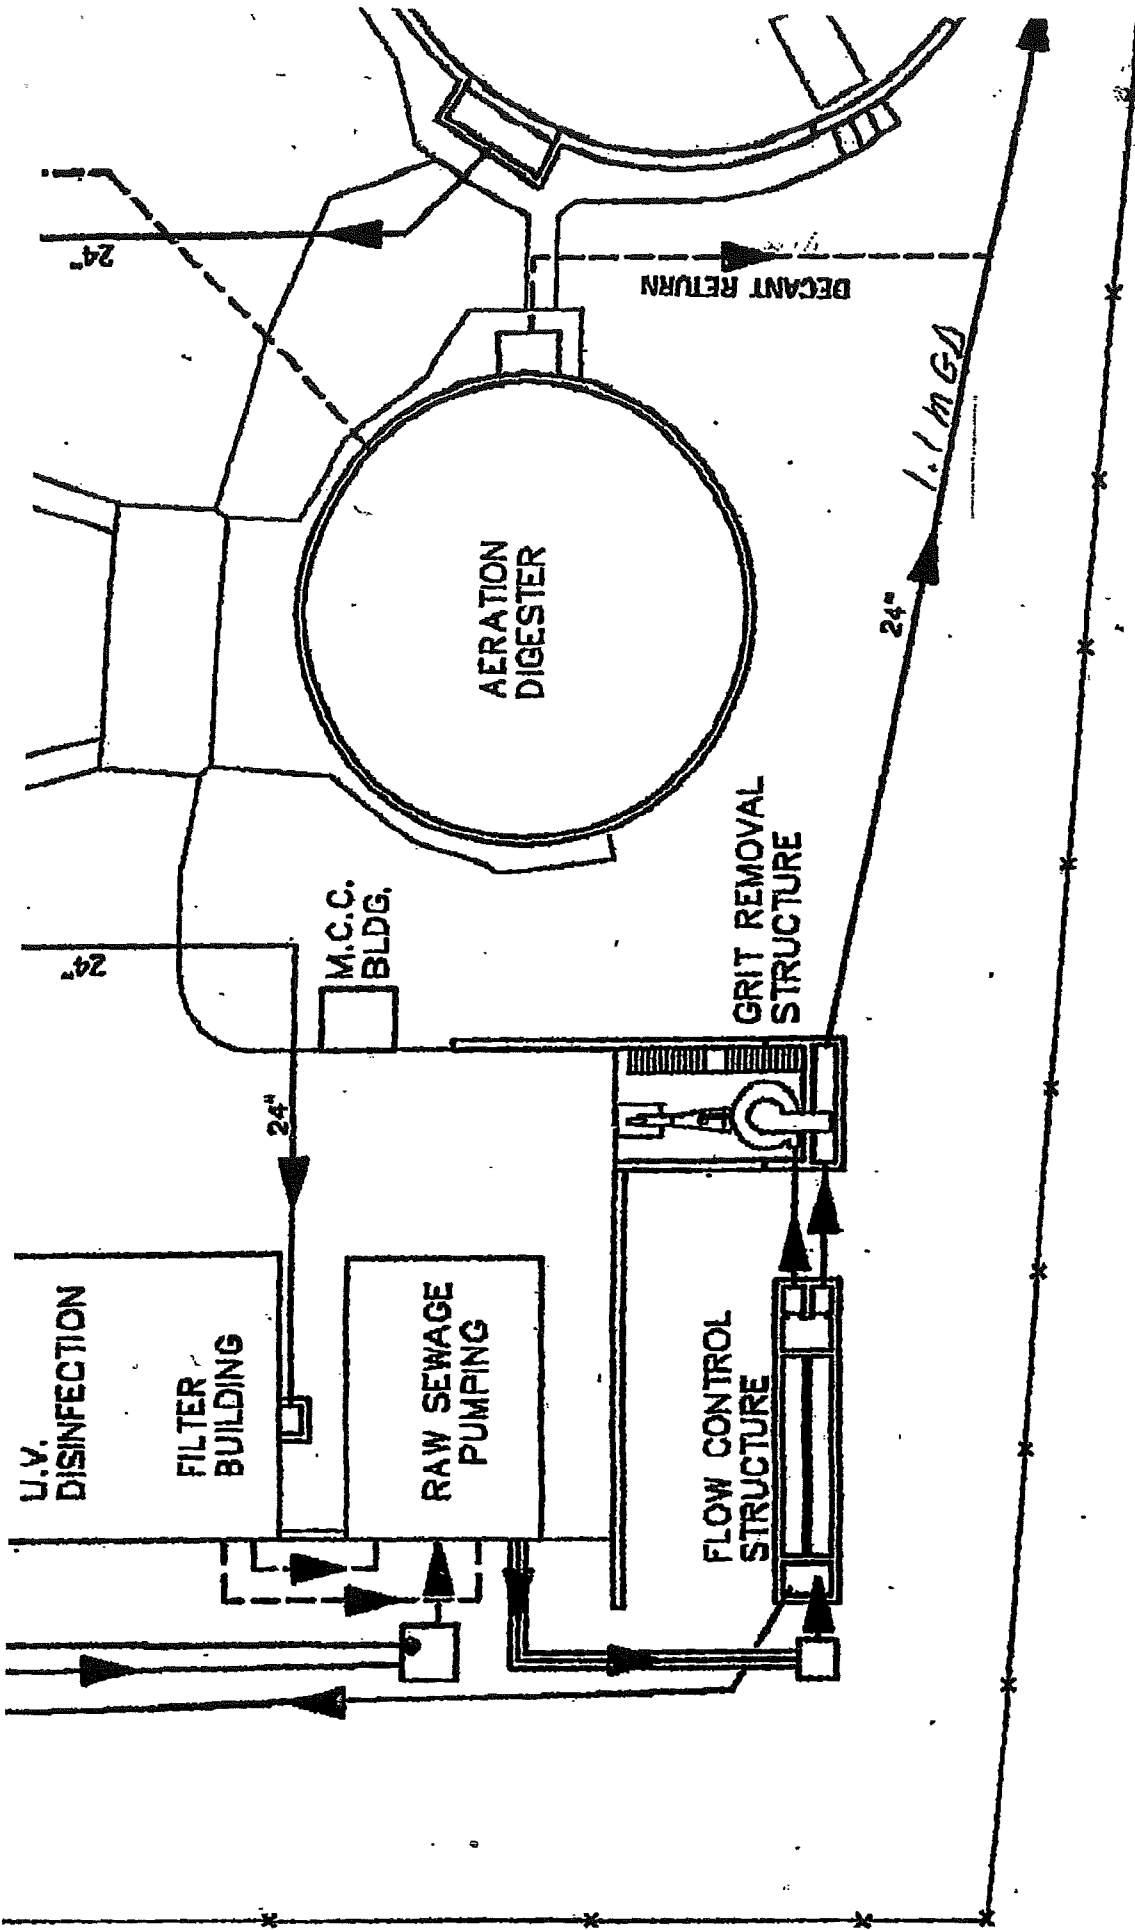 24"
DECANT RETURN
1.1 MGD
AERATION
DIGESTER
24"
GRIT REMOVAL
STRUCTURE
M.C.C.
BLDG.
24"
24"
U.V.
DISINFECTION
FILTER
BUILDING
RAW SEWAGE
PUMPING
FLOW CONTROL
STRUCTURE